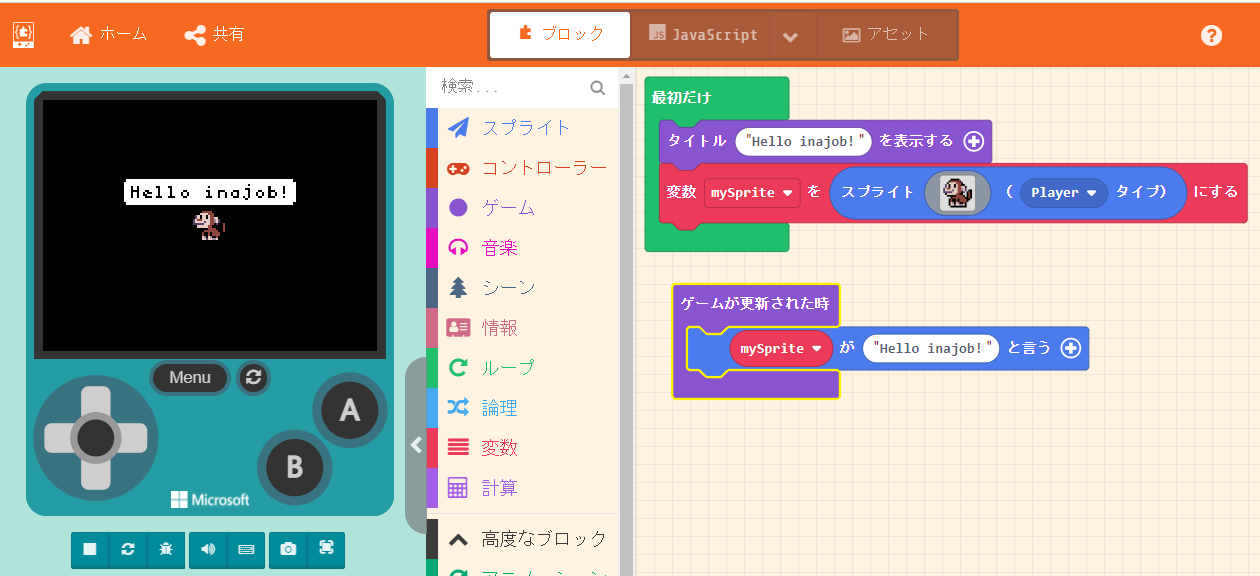 ホーム
共有
ブロック
JS JavaScript
アセット
?
Hello inajob!
Menu
A
B
Microsoft
検索...
スプライト
コントローラー
ゲーム
音楽
シーン
情報
ループ
論理
変数
計算
高度なブロック
最初だけ
タイトル "Hello inajob!" を表示する
変数 mySprite を スプライト ( Player タイプ) にする
ゲームが更新された時
mySprite が "Hello inajob!" と言う